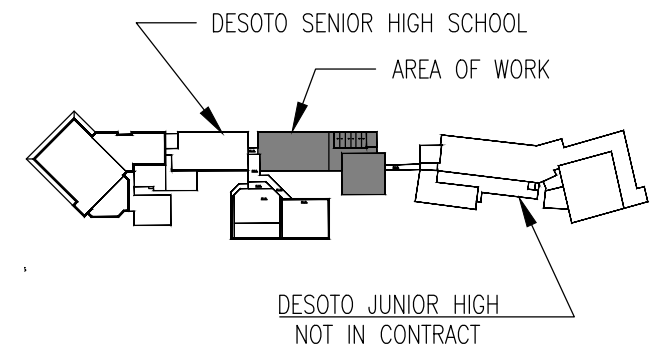 DESOTO SENIOR HIGH SCHOOL
AREA OF WORK
DESOTO JUNIOR HIGH
NOT IN CONTRACT